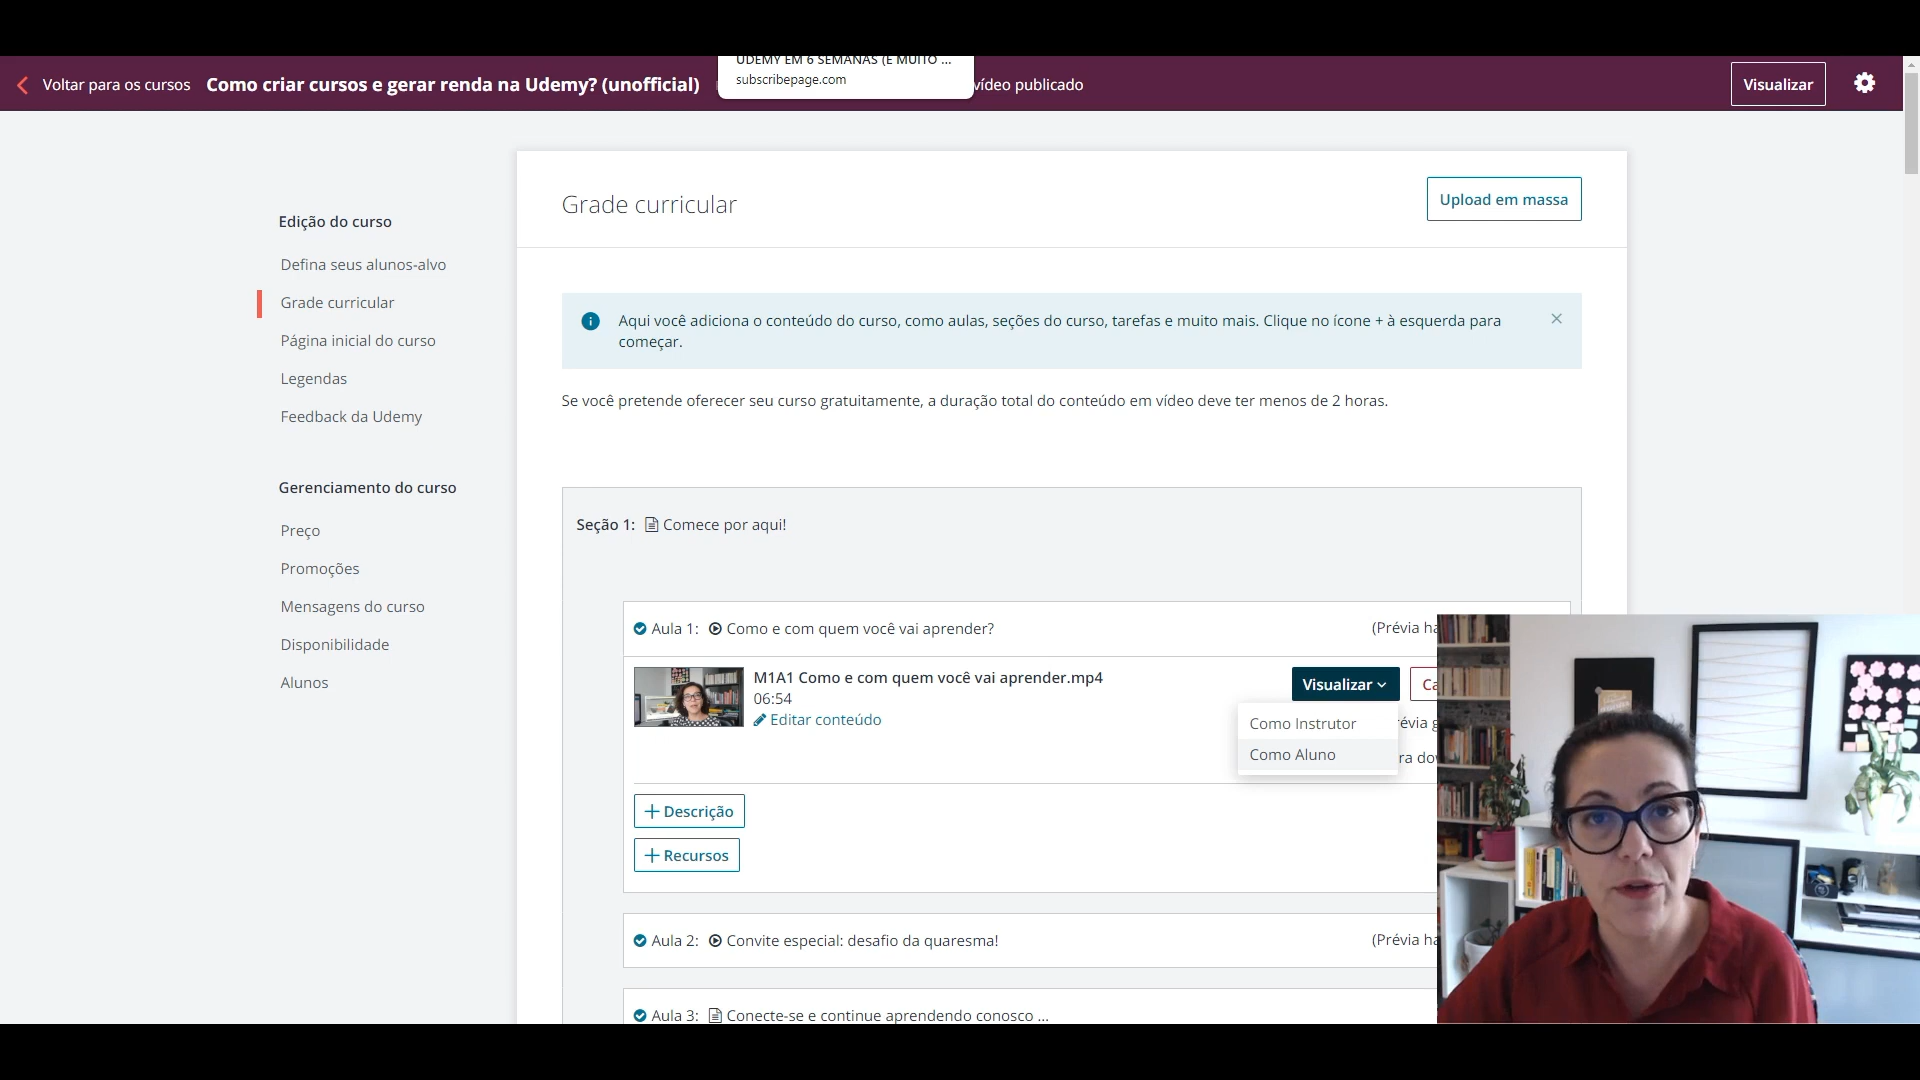 UDEMY EM 6 SEMANAS (E MUITO ...
subscribepage.com
Voltar para os cursos
Como criar cursos e gerar renda na Udemy? (unofficial)
vídeo publicado
Visualizar
Grade curricular
Upload em massa
Edição do curso
Defina seus alunos-alvo
Grade curricular
Página inicial do curso
Legendas
Feedback da Udemy
Gerenciamento do curso
Preço
Promoções
Mensagens do curso
Disponibilidade
Alunos
Aqui você adiciona o conteúdo do curso, como aulas, seções do curso, tarefas e muito mais. Clique no ícone + à esquerda para
começar.
Se você pretende oferecer seu curso gratuitamente, a duração total do conteúdo em vídeo deve ter menos de 2 horas.
Seção 1: Comece por aqui!
Aula 1: Como e com quem você vai aprender?
(Prévia ha
M1A1 Como e com quem você vai aprender.mp4
06:54
Editar conteúdo
Visualizar
Ca
Como Instrutor
évia g
Como Aluno
ra dow
+ Descrição
+ Recursos
Aula 2: Convite especial: desafio da quaresma!
(Prévia ha
Aula 3: Conecte-se e continue aprendendo conosco ...